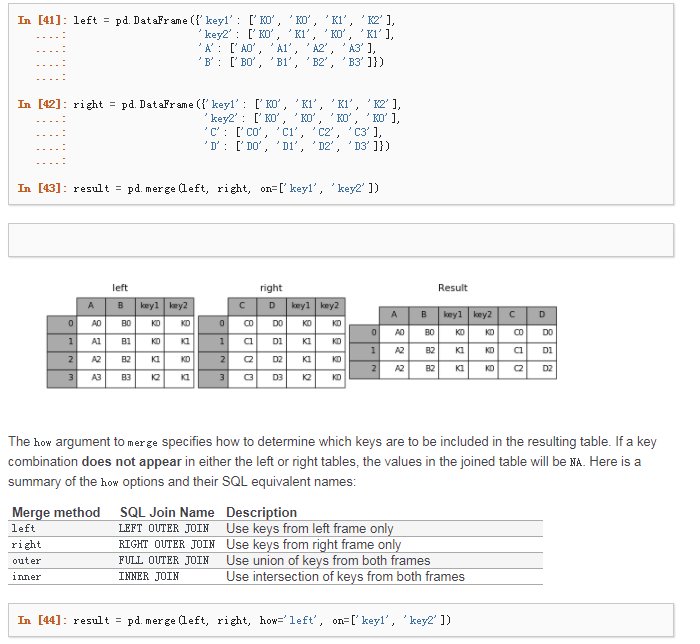 In [41]: left = pd.DataFrame({'key1': ['K0', 'K0', 'K1', 'K2'],
....: 'key2': ['K0', 'K1', 'K0', 'K1'],
....: 'A': ['A0', 'A1', 'A2', 'A3'],
....: 'B': ['B0', 'B1', 'B2', 'B3']})
....:
In [42]: right = pd.DataFrame({'key1': ['K0', 'K1', 'K1', 'K2'],
....: 'key2': ['K0', 'K0', 'K0', 'K0'],
....: 'C': ['C0', 'C1', 'C2', 'C3'],
....: 'D': ['D0', 'D1', 'D2', 'D3']})
....:
In [43]: result = pd.merge(left, right, on=['key1', 'key2'])
left
A B key1 key2
0 A0 B0 K0 K0
1 A1 B1 K0 K1
2 A2 B2 K1 K0
3 A3 B3 K2 K1
right
C D key1 key2
0 C0 D0 K0 K0
1 C1 D1 K1 K0
2 C2 D2 K1 K0
3 C3 D3 K2 K0
Result
A B key1 key2 C D
0 A0 B0 K0 K0 C0 D0
1 A2 B2 K1 K0 C1 D1
2 A2 B2 K1 K0 C2 D2
The how argument to merge specifies how to determine which keys are to be included in the resulting table. If a key
combination does not appear in either the left or right tables, the values in the joined table will be NA. Here is a
summary of the how options and their SQL equivalent names:
Merge method SQL Join Name Description
left LEFT OUTER JOIN Use keys from left frame only
right RIGHT OUTER JOIN Use keys from right frame only
outer FULL OUTER JOIN Use union of keys from both frames
inner INNER JOIN Use intersection of keys from both frames
In [44]: result = pd.merge(left, right, how='left', on=['key1', 'key2'])